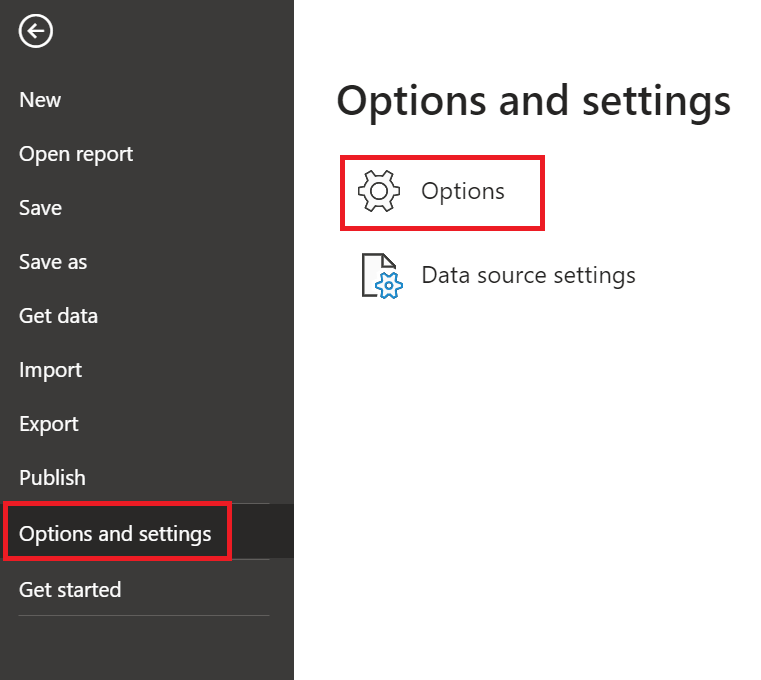 New
Open report
Save
Save as
Get data
Import
Export
Publish
Options and settings
Get started
Options and settings
Options
Data source settings